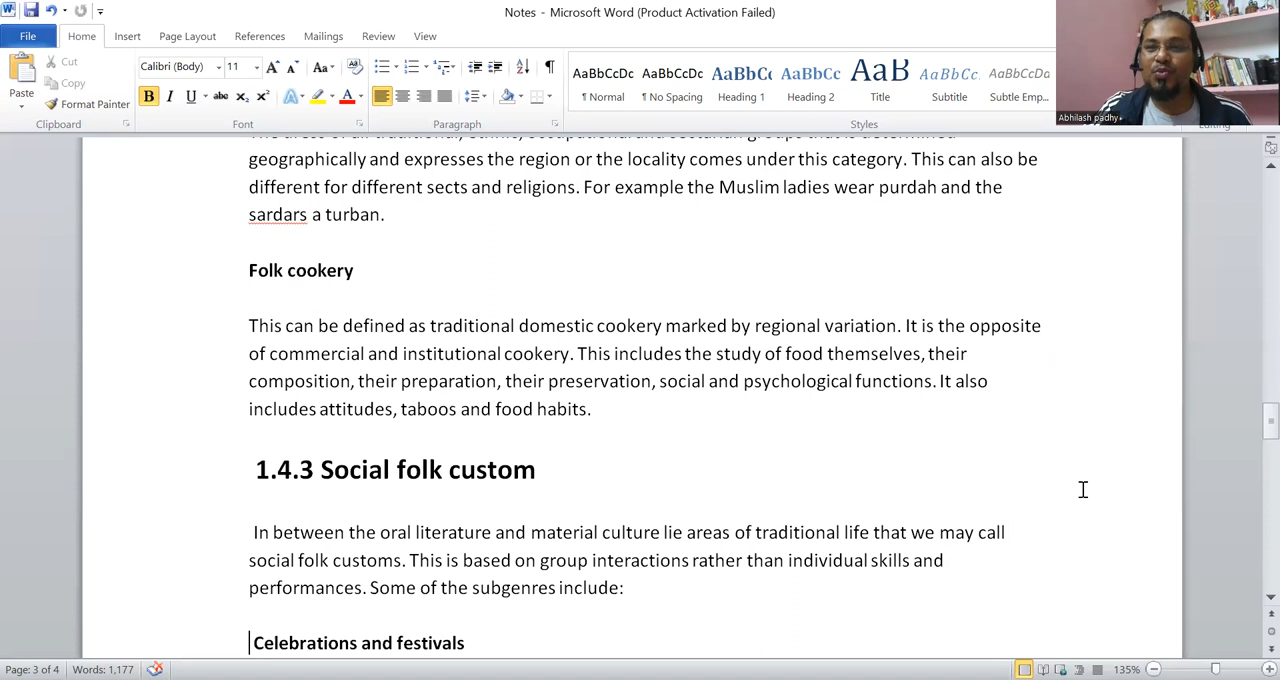 Notes - Microsoft Word (Product Activation Failed)
File Home Insert Page Layout References Mailings Review View
Paste
Cut
Copy
Format Painter
Clipboard
Calibri (Body) 11
Font
Paragraph
AaBbCcDc AaBbCcDc AaBbCc AaBbCc AaB AaBbCc. AaBbCcDc
¶ Normal ¶ No Spacing Heading 1 Heading 2 Title Subtitle Subtle Emp...
Styles
Editing
Abhilash padhy
geographically and expresses the region or the locality comes under this category. This can also be
different for different sects and religions. For example the Muslim ladies wear purdah and the
sardars a turban.
Folk cookery
This can be defined as traditional domestic cookery marked by regional variation. It is the opposite
of commercial and institutional cookery. This includes the study of food themselves, their
composition, their preparation, their preservation, social and psychological functions. It also
includes attitudes, taboos and food habits.
1.4.3 Social folk custom
In between the oral literature and material culture lie areas of traditional life that we may call
social folk customs. This is based on group interactions rather than individual skills and
performances. Some of the subgenres include:
Celebrations and festivals
Page: 3 of 4 Words: 1,177 135%